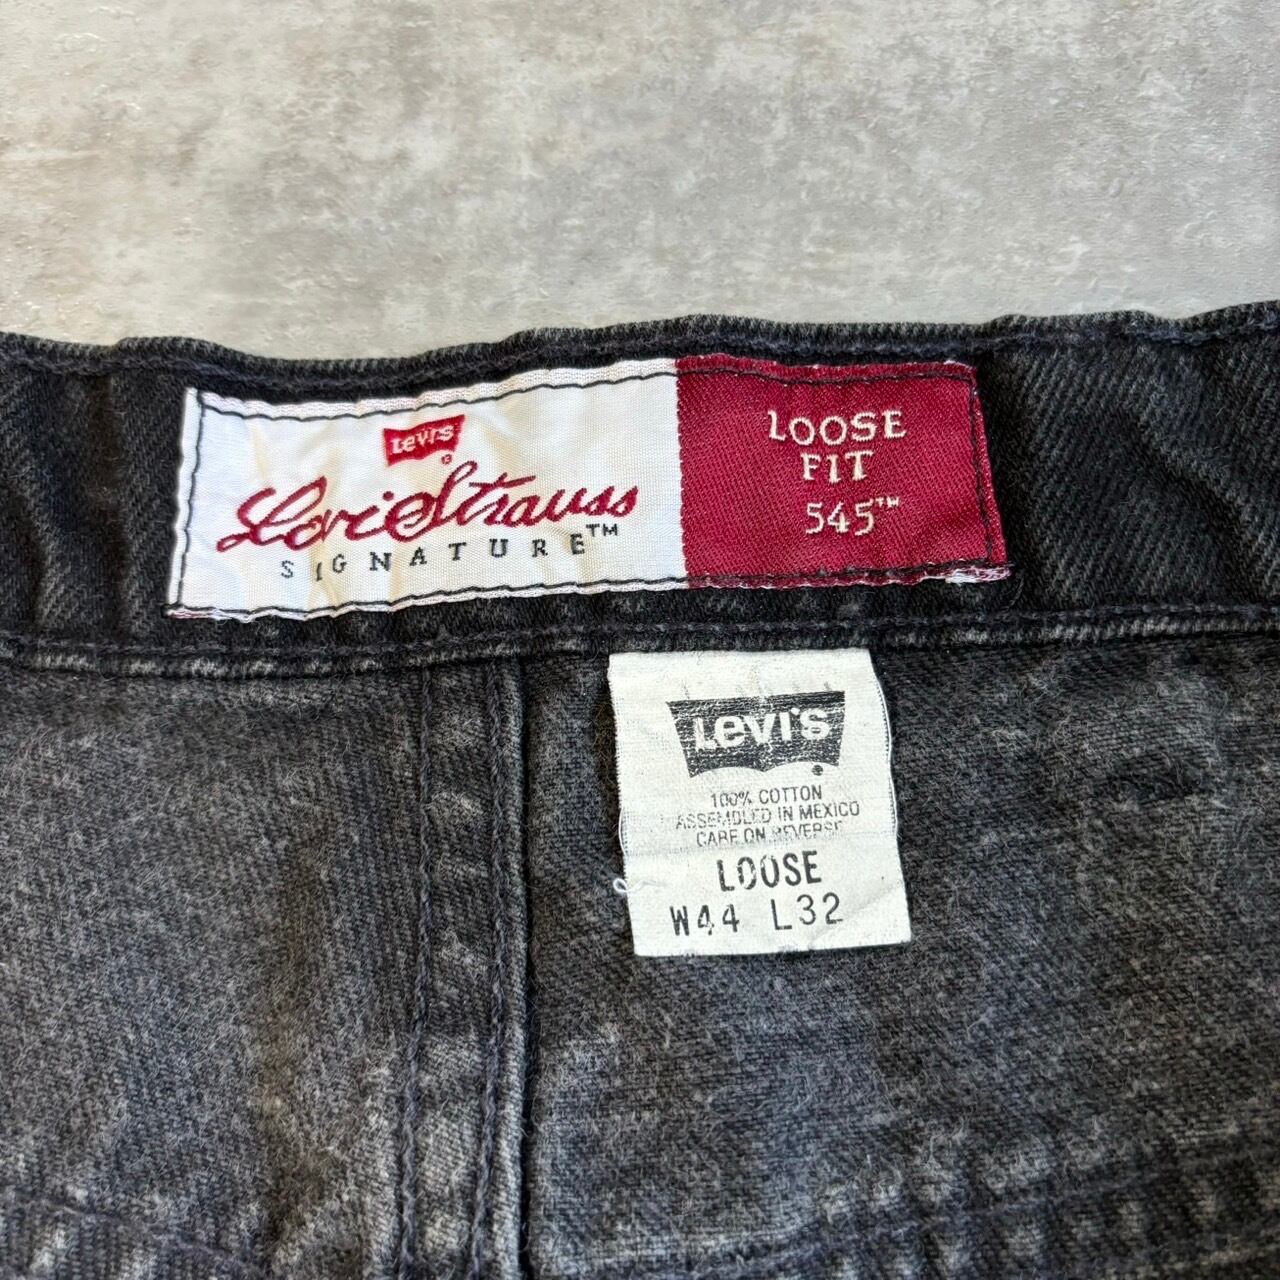 Levi's
Levi Strauss
SIGNATURE™
LOOSE
FIT
545™
Levi's
100% COTTON
ASSEMBLED IN MEXICO
CARE ON REVERSE
LOOSE
W44 L32